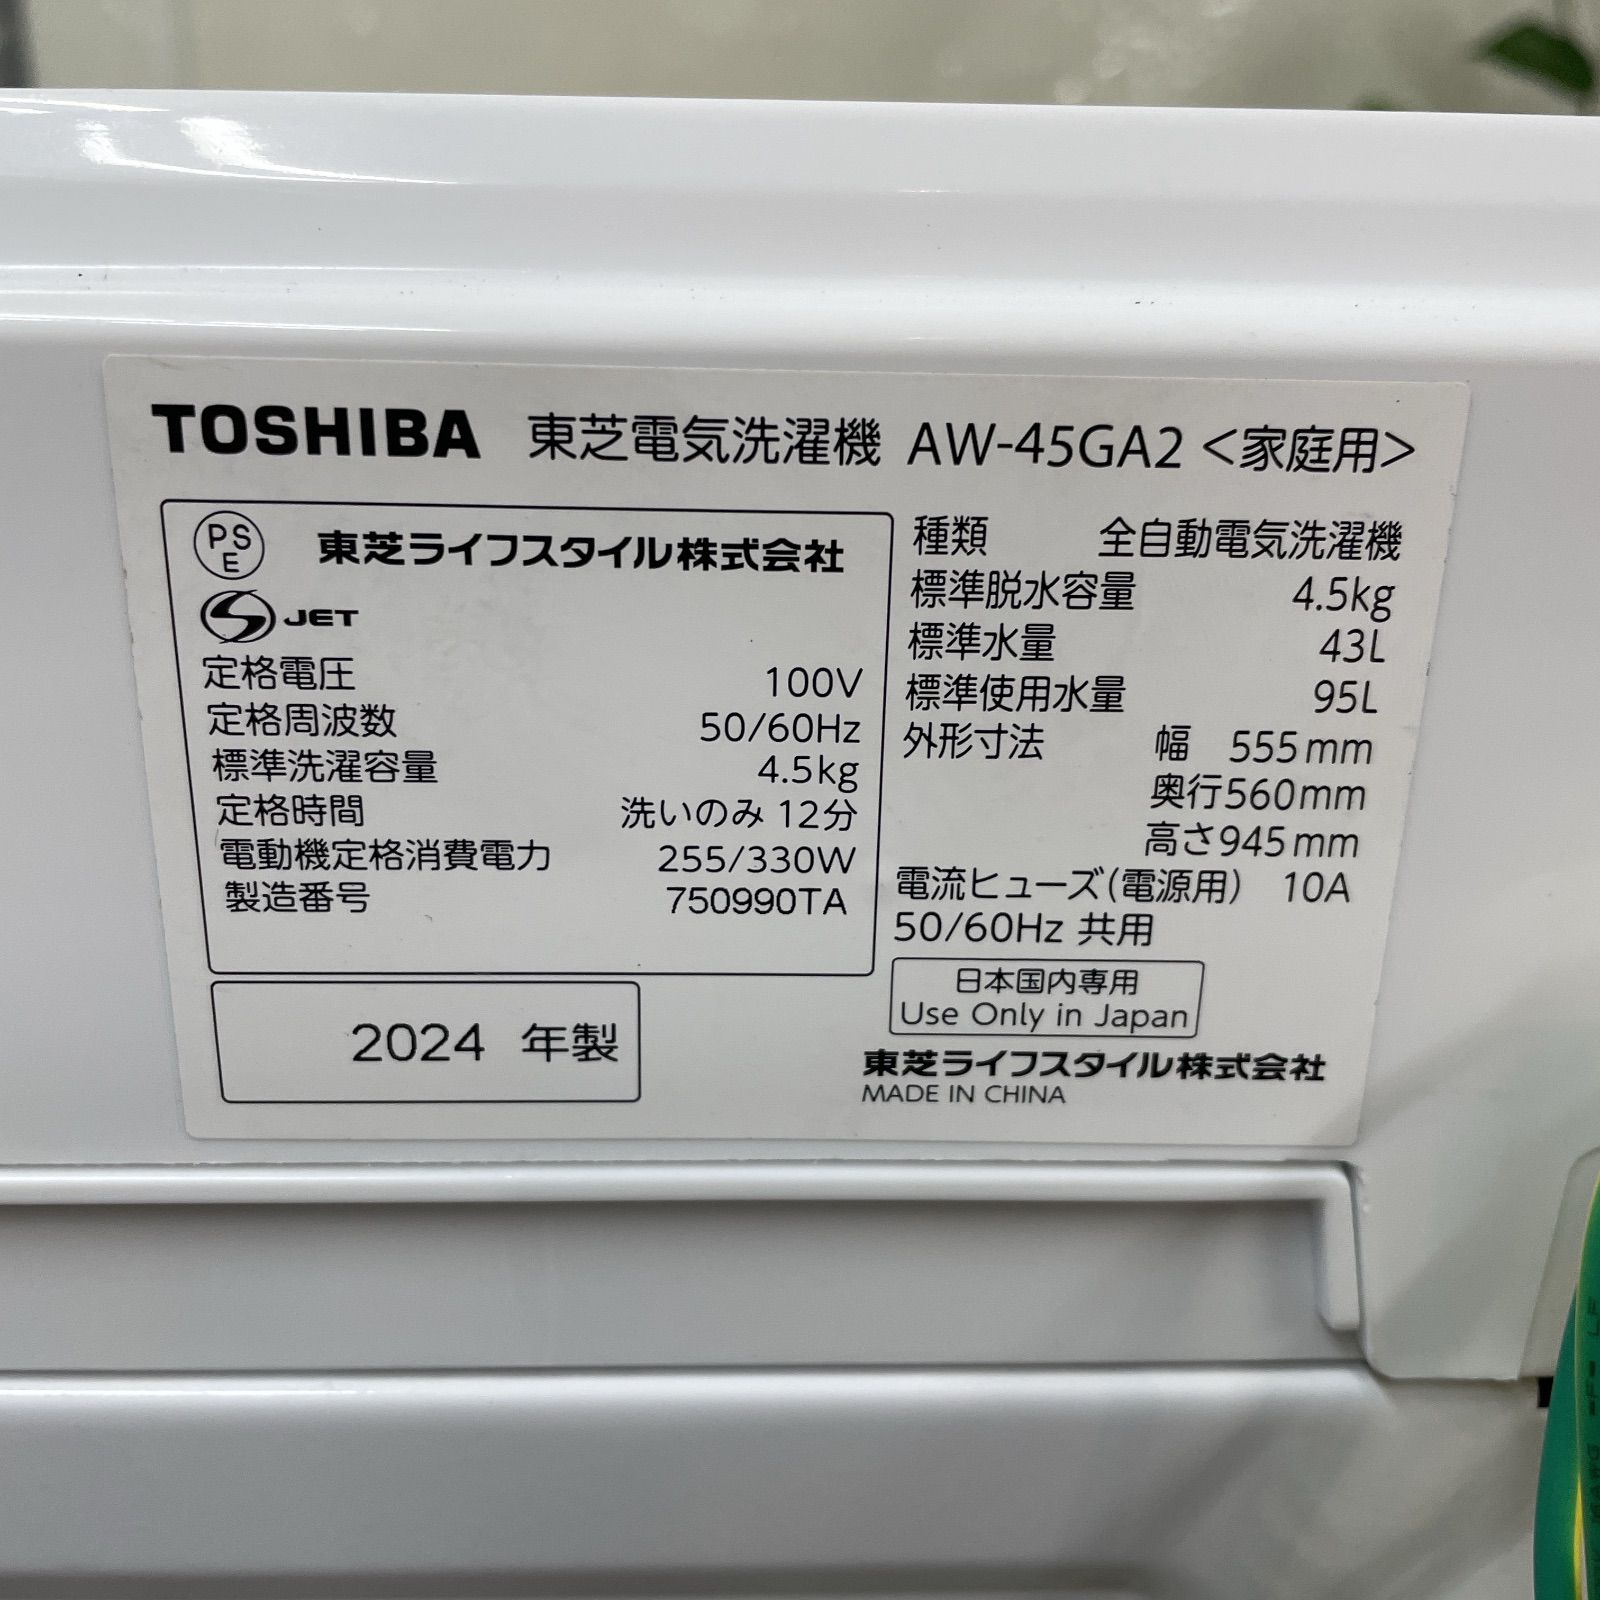 TOSHIBA 東芝電気洗濯機 AW-45GA2 <家庭用>
PSE 東芝ライフスタイル株式会社
S JET
定格電圧 100V
定格周波数 50/60Hz
標準洗濯容量 4.5kg
定格時間 洗いのみ 12分
電動機定格消費電力 255/330W
製造番号 750990TA
2024 年製
種類 全自動電気洗濯機
標準脱水容量 4.5kg
標準水量 43L
標準使用水量 95L
外形寸法 幅 555mm
奥行560mm
高さ945mm
電流ヒューズ(電源用) 10A
50/60Hz 共用
日本国内専用
Use Only in Japan
東芝ライフスタイル株式会社
MADE IN CHINA